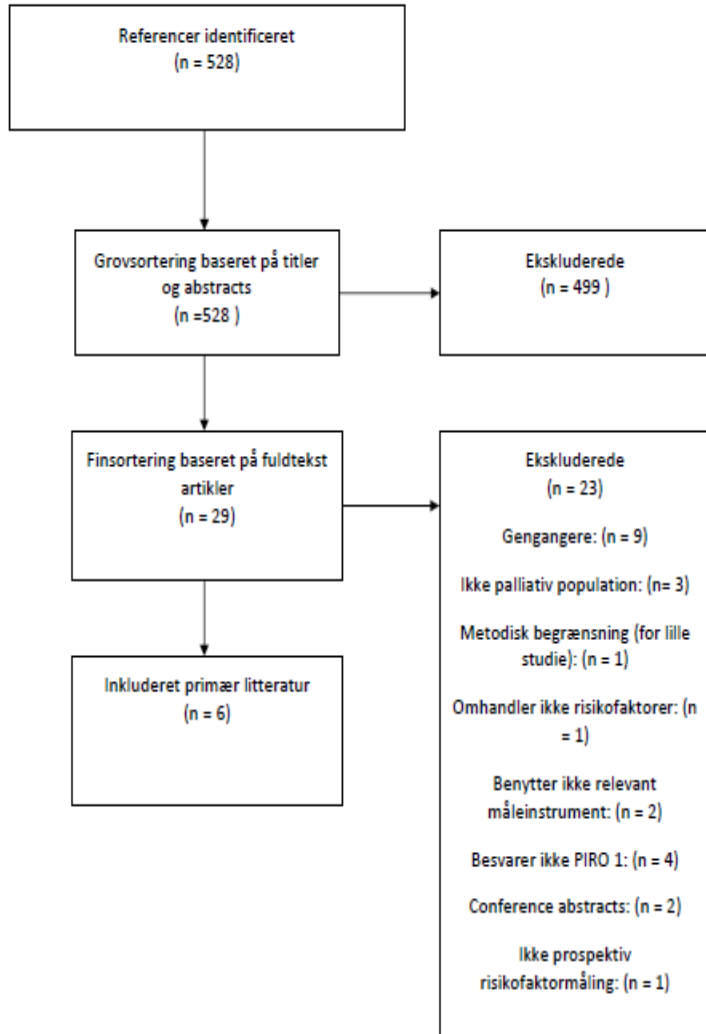 Referencer identificeret
(n = 528)
Grovsortering baseret på titler
og abstracts
(n =528 )
Ekskluderede
(n = 499 )
Finsortering baseret på fuldtekst
artikler
(n = 29)
Ekskluderede
(n = 23)
Gengangere: (n = 9)
Ikke palliativ population: (n= 3)
Metodisk begrænsning (for lille
studie): (n = 1)
Omhandler ikke risikofaktorer: (n
= 1)
Benytter ikke relevant
måleinstrument: (n = 2)
Besvarer ikke PIRO 1: (n = 4)
Conference abstracts: (n = 2)
Ikke prospektiv
risikofaktormåling: (n = 1)
Inkluderet primær litteratur
(n = 6)